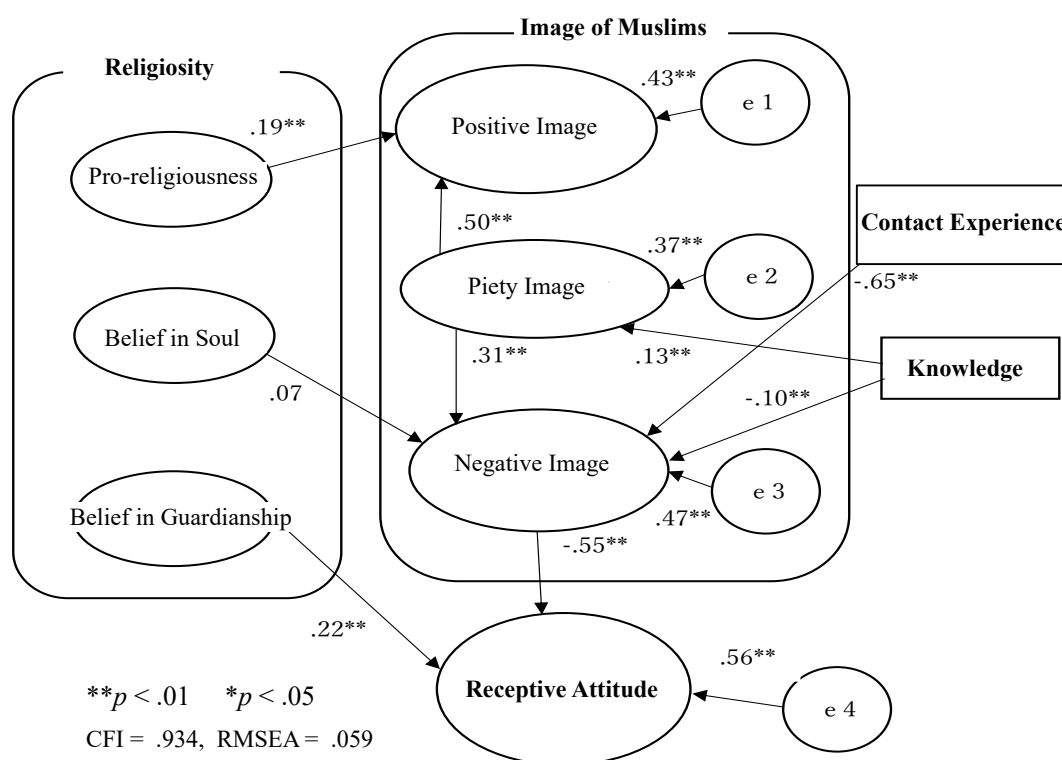 Image of Muslims
Religiosity
.43**
e 1
Positive Image
.19**
Pro-religiousness
.50**
Contact Experience
.37**
e 2
Piety Image
-.65**
Belief in Soul
.31**
.13**
Knowledge
.07
-.10**
Negative Image
e 3
.47**
Belief in Guardianship
-.55**
.22**
.56**
Receptive Attitude
e 4
**p < .01 *p < .05
CFI = .934, RMSEA = .059